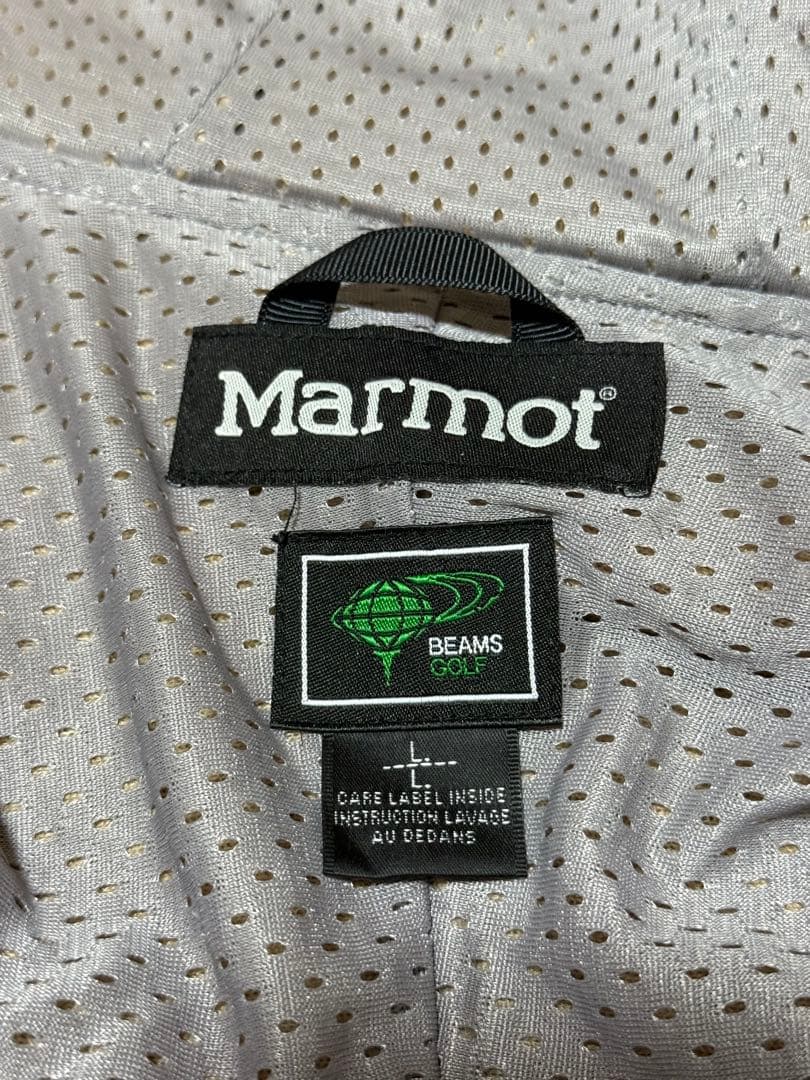 Marmot®
BEAMS
GOLF
L
L
CARE LABEL INSIDE
INSTRUCTION LAVAGE
AU DEDANS